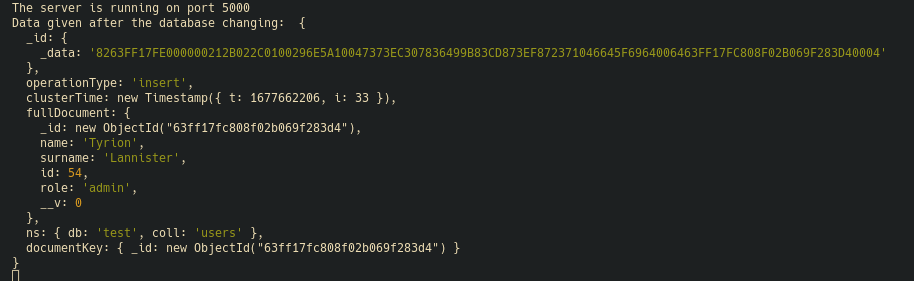 The server is running on port 5000
Data given after the database changing:  {
  _id: {
    _data: '8263FF17FE000000212B022C0100296E5A10047373EC307836499B83CD873EF872371046645F6964006463FF17FC808F02B069F283D40004'
  },
  operationType: 'insert',
  clusterTime: new Timestamp({ t: 1677662206, i: 33 }),
  fullDocument: {
    _id: new ObjectId("63ff17fc808f02b069f283d4"),
    name: 'Tyrion',
    surname: 'Lannister',
    id: 54,
    role: 'admin',
    __v: 0
  },
  ns: { db: 'test', coll: 'users' },
  documentKey: { _id: new ObjectId("63ff17fc808f02b069f283d4") }
}